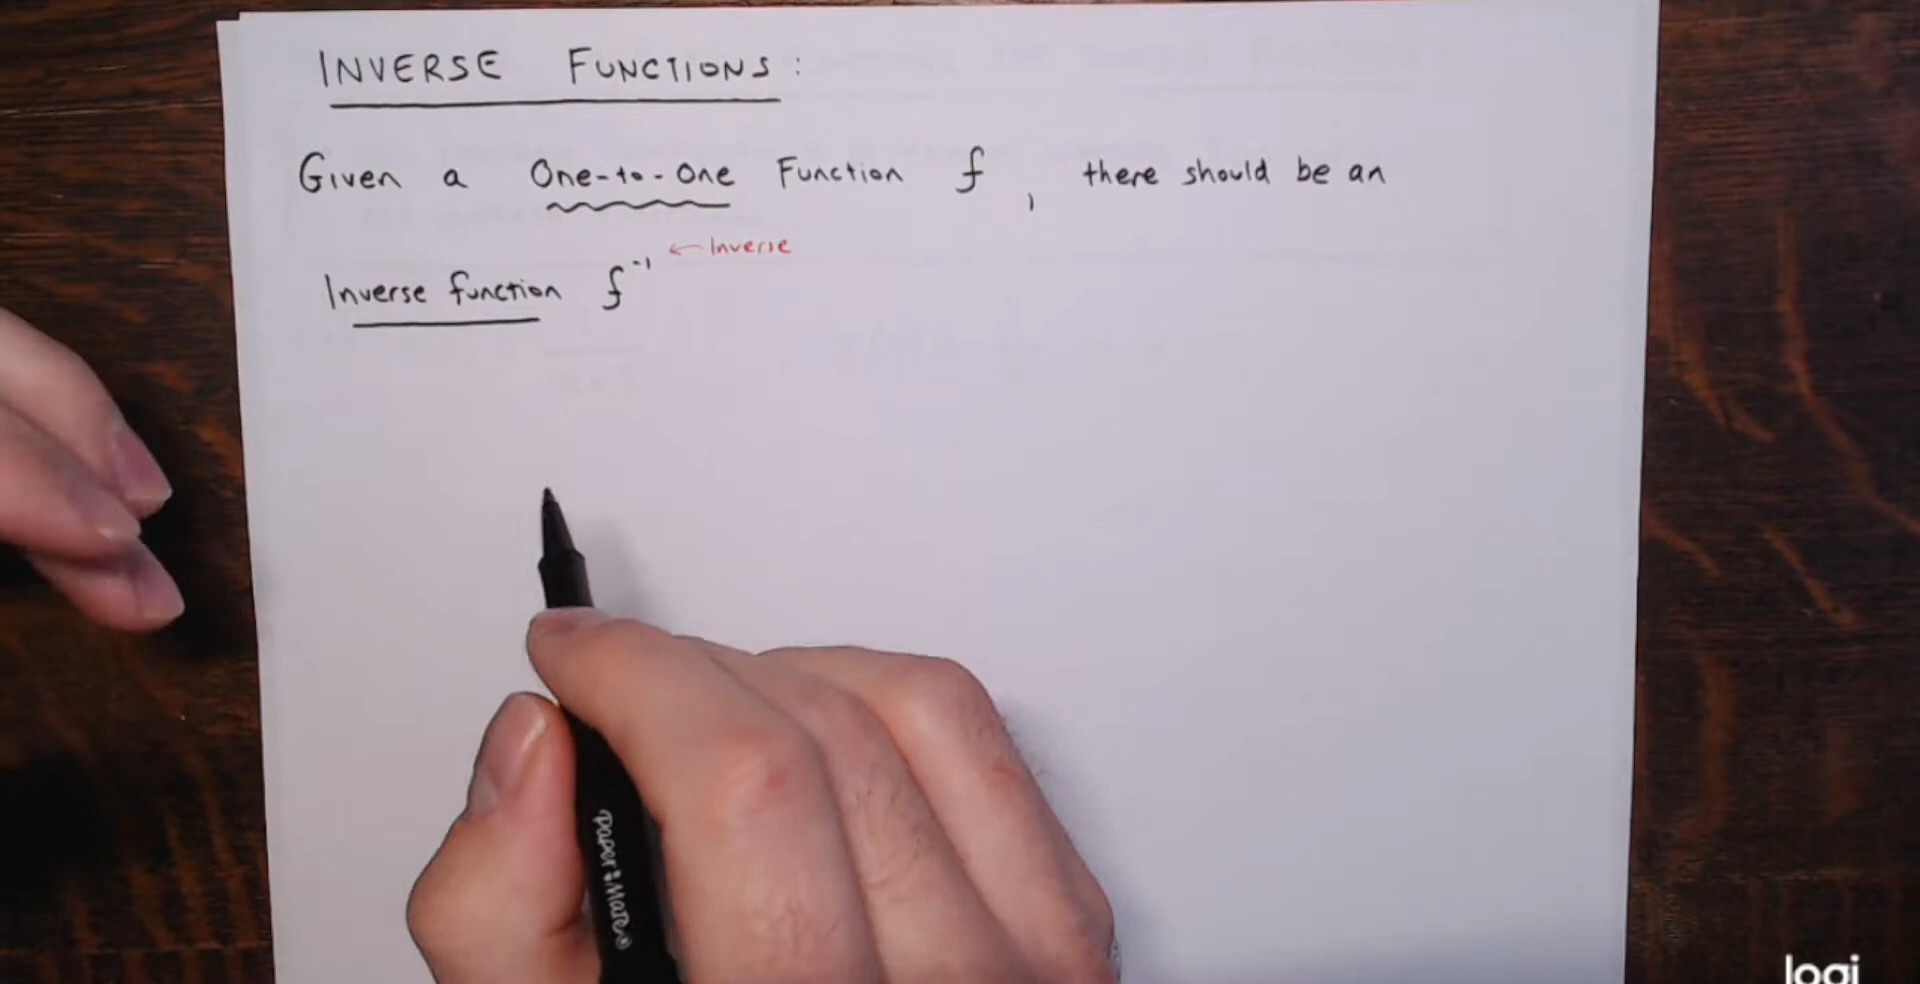 INVERSE FUNCTIONS:
Given a One-to-One Function f, there should be an
← Inverse
Inverse function f⁻¹
paper:Mate®
logi